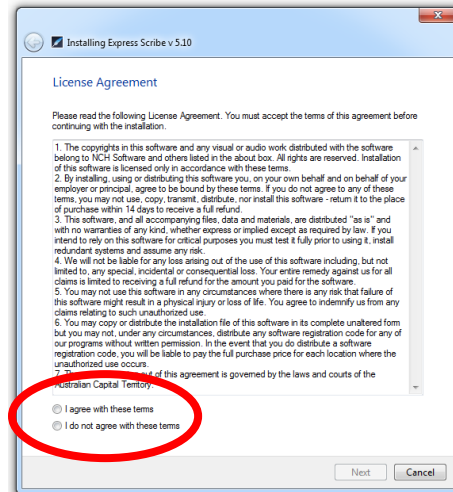 Installing Express Scribe v 5.10
License Agreement
Please read the following License Agreement. You must accept the terms of this agreement before
continuing with the installation.
1. The copyrights in this software and any visual or audio work distributed with the software
belong to NCH Software and others listed in the about box. All rights are reserved. Installation
of this software is licensed only in accordance with these terms.
2. By installing, using or distributing this software you, on your own behalf and on behalf of your
employer or principal, agree to be bound by these terms. If you do not agree to any of these
terms, you may not use, copy, transmit, distribute, nor install this software - return it to the place
of purchase within 14 days to receive a full refund.
3. This software, and all accompanying files, data and materials, are distributed "as is" and
with no warranties of any kind, whether express or implied except as required by law. If you
intend to rely on this software for critical purposes you must test it fully prior to using it, install
redundant systems and assume any risk.
4. We will not be liable for any loss arising out of the use of this software including, but not
limited to, any special, incidental or consequential loss. Your entire remedy against us for all
claims is limited to receiving a full refund for the amount you paid for the software.
5. You may not use this software in any circumstances where there is any risk that failure of
this software might result in a physical injury or loss of life. You agree to indemnify us from any
claims relating to such unauthorized use.
6. You may copy or distribute the installation file of this software in its complete unaltered form
but you may not, under any circumstances, distribute any software registration code for any of
our programs without written permission. In the event that you do distribute a software
registration code, you will be liable to pay the full purchase price for each location where the
unauthorized use occurs.
7. out of this agreement is governed by the laws and courts of the
Australian Capital Territory.
I agree with these terms
I do not agree with these terms
Next
Cancel